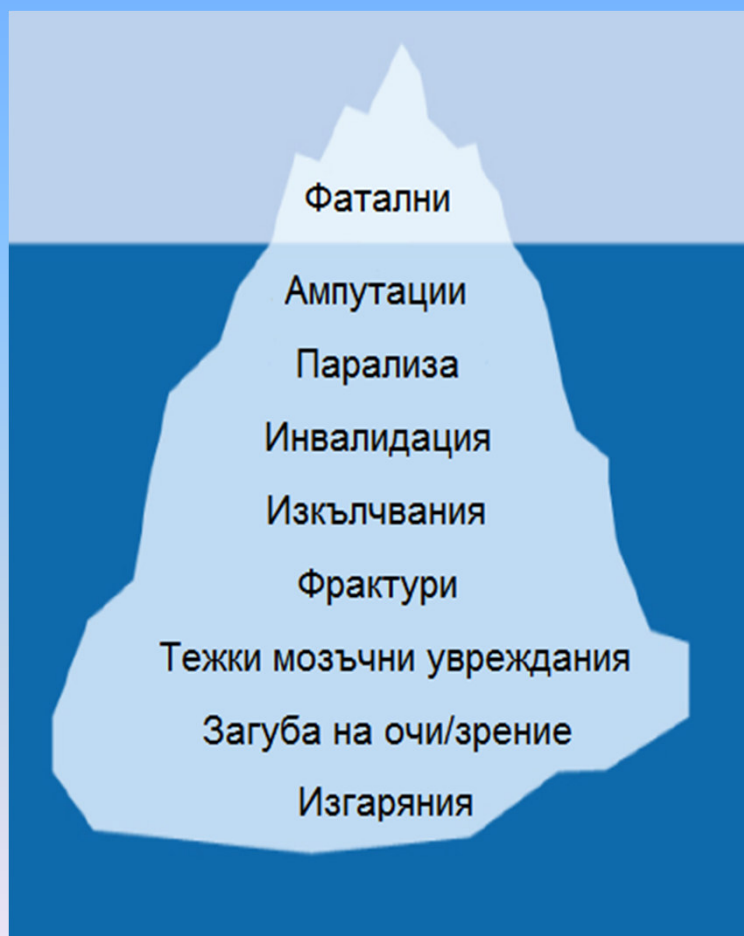 Фатални
Ампутации
Парализа
Инвалидация
Изкълчвания
Фрактури
Тежки мозъчни увреждания
Загуба на очи/зрение
Изгаряния